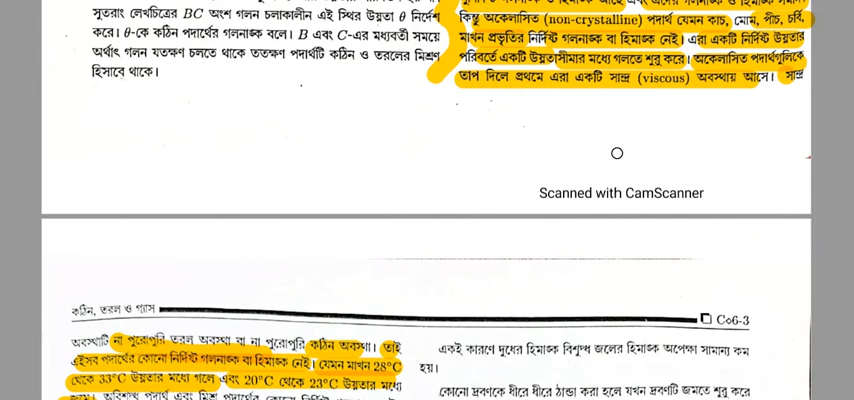 সুতরাং লেখচিত্রের BC অংশ গলন চলাকালীন এই স্থির উষ্ণতা θ নির্দেশ
করে। θ-কে কঠিন পদার্থের গলনাঙ্ক বলে। B এবং C-এর মধ্যবর্তী সময়ে
অর্থাৎ গলন যতক্ষণ চলতে থাকে ততক্ষণ পদার্থটি কঠিন ও তরলের মিশ্রণ
হিসাবে থাকে।
কিন্তু অকেলাসিত (non-crystalline) পদার্থ যেমন কাচ, মোম, পীচ, চর্বি,
মাখন প্রভৃতির নির্দিষ্ট গলনাঙ্ক বা হিমাঙ্ক নেই। এরা একটি নির্দিষ্ট উষ্ণতার
পরিবর্তে একটি উষ্ণতাসীমার মধ্যে গলতে শুরু করে। অকেলাসিত পদার্থগুলিকে
তাপ দিলে প্রথমে এরা একটি সান্দ্র (viscous) অবস্থায় আসে। সান্দ্র
Scanned with CamScanner
কঠিন, তরল ও গ্যাস
Co6-3
অবস্থাটি না পুরোপুরি তরল অবস্থা বা না পুরোপুরি কঠিন অবস্থা। তাই
এইসব পদার্থের কোনো নির্দিষ্ট গলনাঙ্ক বা হিমাঙ্ক নেই। যেমন মাখন 28°C
থেকে 33°C উষ্ণতার মধ্যে গলে এবং 20°C থেকে 23°C উষ্ণতার মধ্যে
একই কারণে দুধের হিমাঙ্ক বিশুদ্ধ জলের হিমাঙ্ক অপেক্ষা সামান্য কম
হয়।
কোনো দ্রবণকে ধীরে ধীরে ঠান্ডা করা হলে যখন দ্রবণটি জমতে শুরু করে